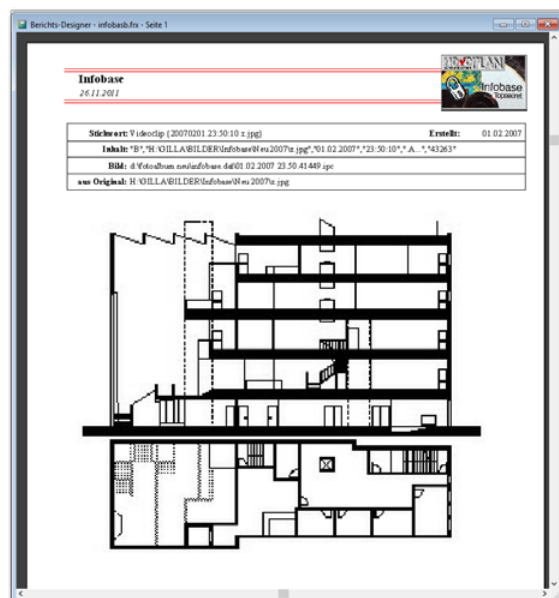 Berichts-Designer - infobasb.frx - Seite 1
Infobase
26.11.2011
Infobase
Topsecret
Stichwort: Videoclip (20070201.23:50:10 z.jpg) Erstellt: 01.02.2007
Inhalt: "B","H:\GILLA\BILDER\Infobase\Neu2007\z.jpg","01.02.2007","23:50:10",".A...","43263"
Bild: d:\fotoalbum.neu\infobase.dat\01.02.2007 23.50.41449.ipc
aus Original: H:\GILLA\BILDER\Infobase\Neu2007\z.jpg